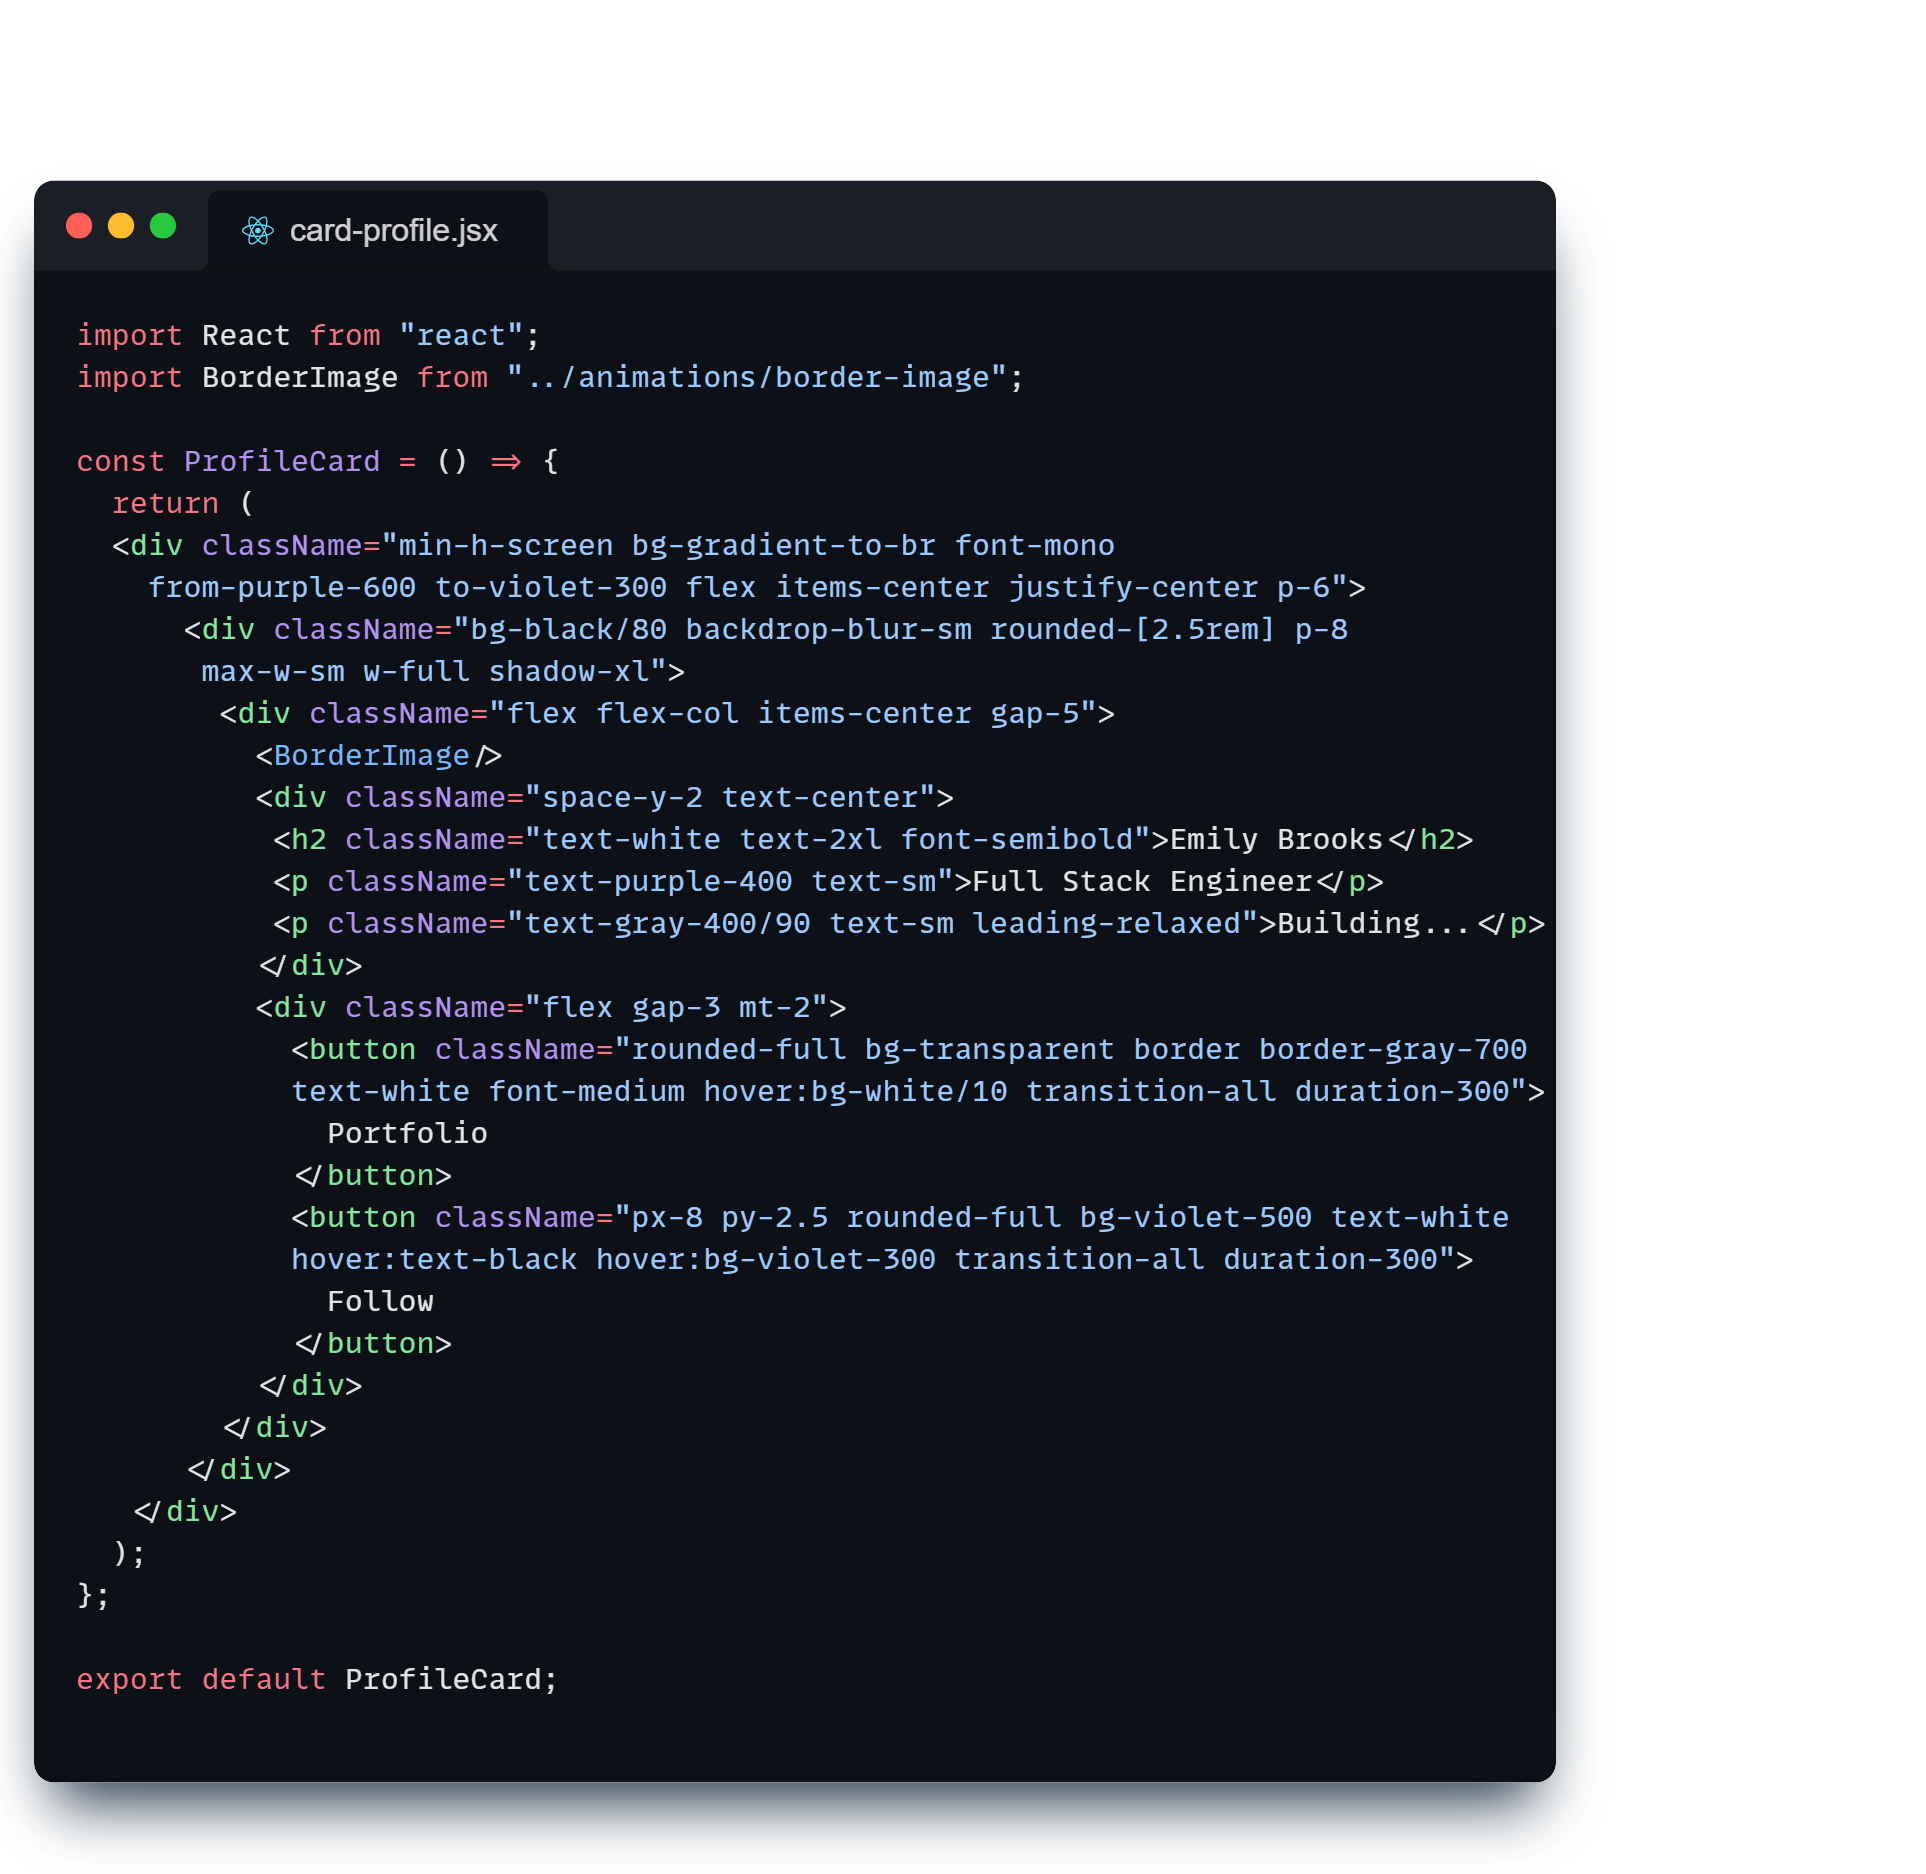 card-profile.jsx
import React from "react";
import BorderImage from "../animations/border-image";

const ProfileCard = () => {
  return (
  <div className="min-h-screen bg-gradient-to-br font-mono
    from-purple-600 to-violet-300 flex items-center justify-center p-6">
      <div className="bg-black/80 backdrop-blur-sm rounded-[2.5rem] p-8
       max-w-sm w-full shadow-xl">
        <div className="flex flex-col items-center gap-5">
          <BorderImage/>
          <div className="space-y-2 text-center">
           <h2 className="text-white text-2xl font-semibold">Emily Brooks</h2>
           <p className="text-purple-400 text-sm">Full Stack Engineer</p>
           <p className="text-gray-400/90 text-sm leading-relaxed">Building...</p>
          </div>
          <div className="flex gap-3 mt-2">
            <button className="rounded-full bg-transparent border border-gray-700
            text-white font-medium hover:bg-white/10 transition-all duration-300">
              Portfolio
            </button>
            <button className="px-8 py-2.5 rounded-full bg-violet-500 text-white
            hover:text-black hover:bg-violet-300 transition-all duration-300">
              Follow
            </button>
          </div>
        </div>
      </div>
   </div>
  );
};

export default ProfileCard;